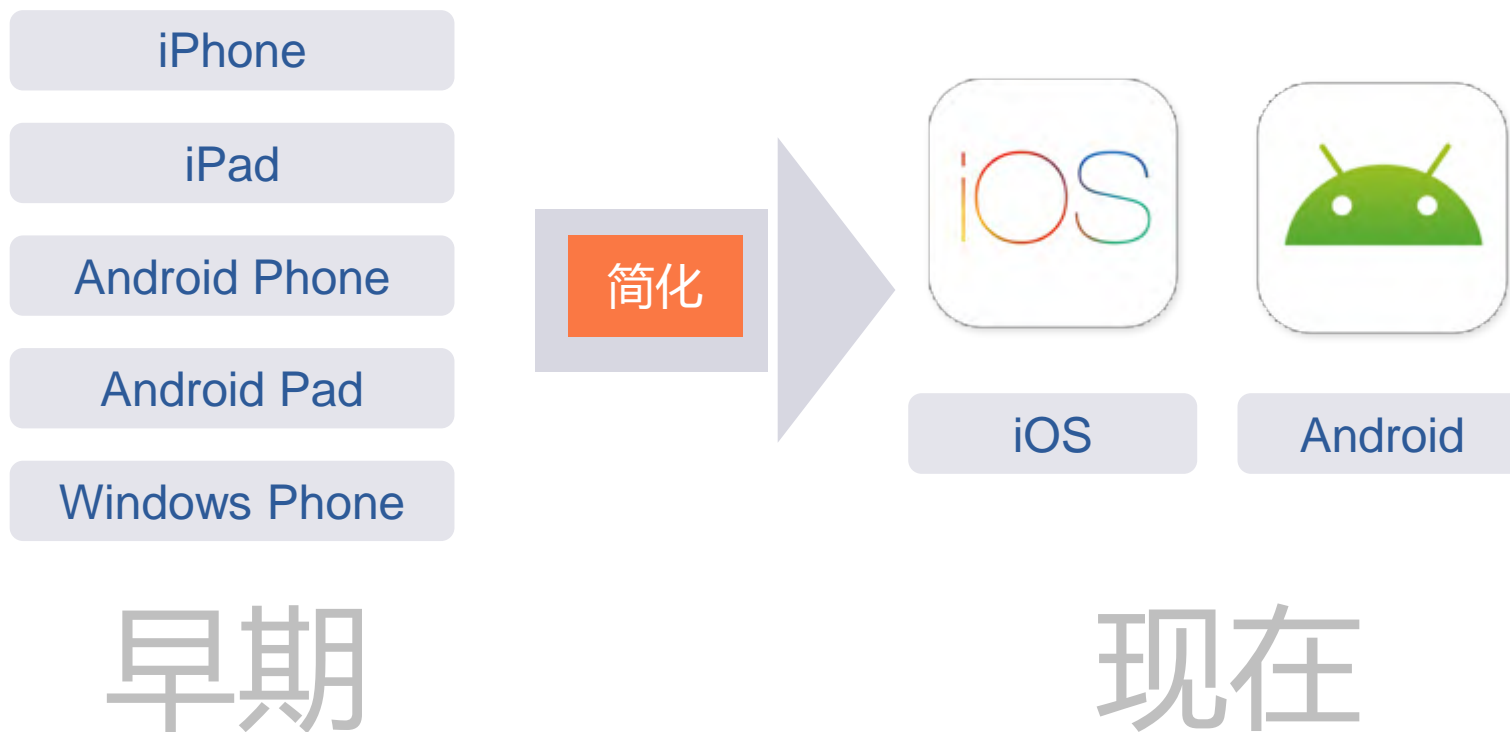 iPhone
iPad
Android Phone
Android Pad
Windows Phone
简化
iOS
iOS
Android
早期
现在